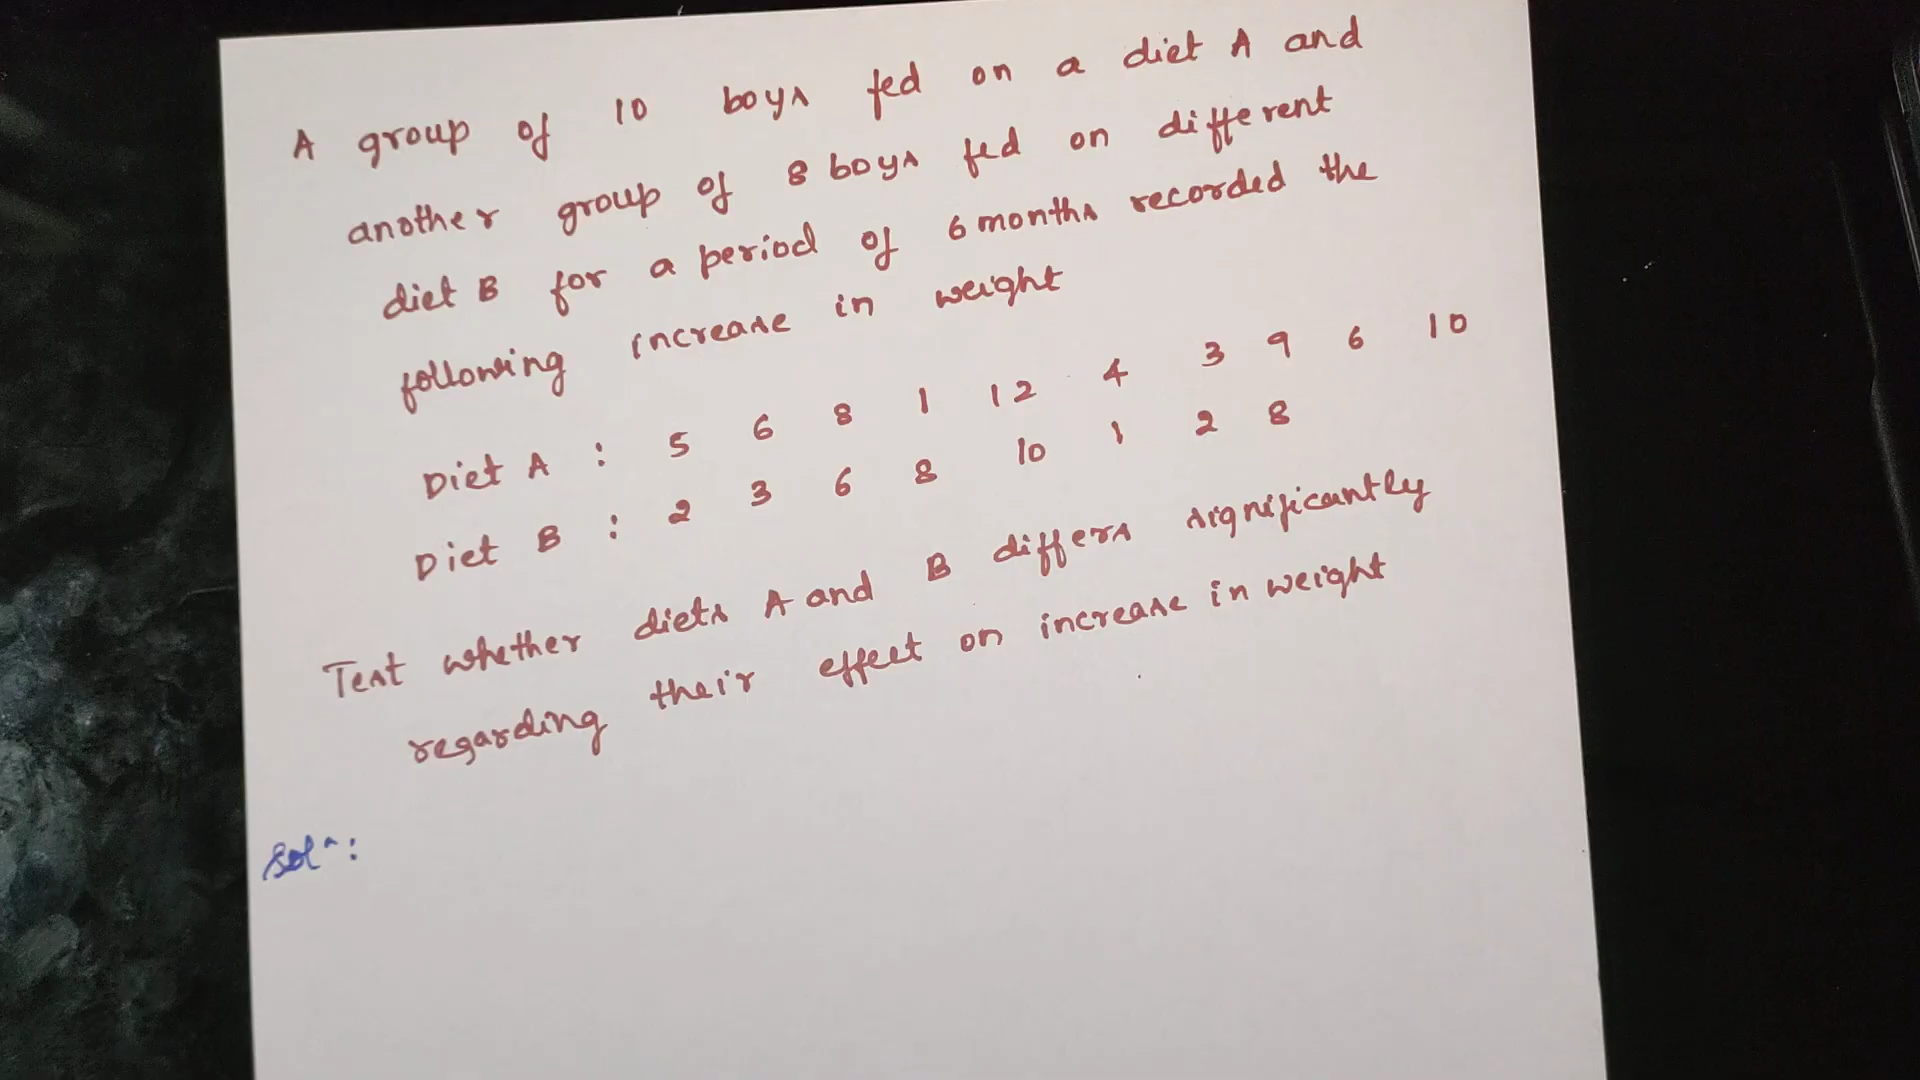 A group of 10 boys fed on a diet A and
another group of 8 boys fed on different
diet B for a period of 6 months recorded the
following increase in weight
Diet A : 5 6 8 1 12 4 3 9 6 10
Diet B : 2 3 6 8 10 1 2 8
Test whether diets A and B differs significantly
regarding their effect on increase in weight
Solⁿ: